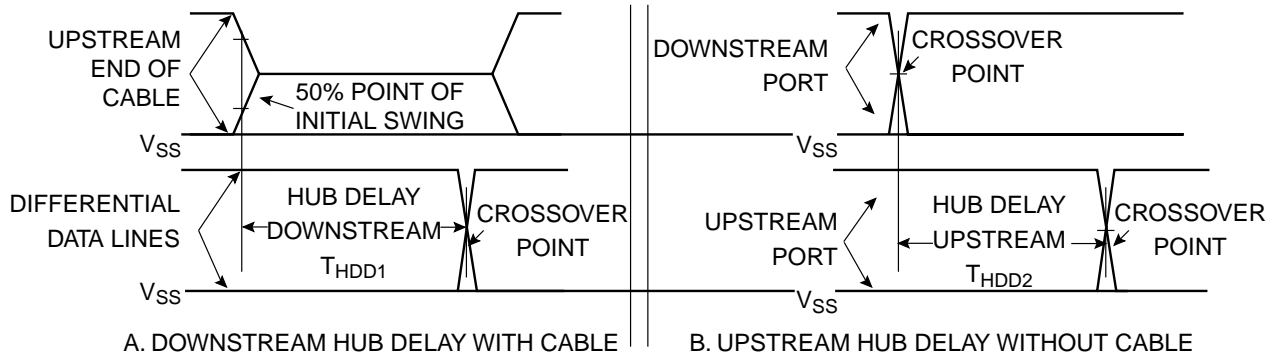 UPSTREAM
END OF
CABLE
50% POINT OF
INITIAL SWING
VSS
DIFFERENTIAL
DATA LINES
HUB DELAY
DOWNSTREAM
THDD1
CROSSOVER
POINT
VSS
A. DOWNSTREAM HUB DELAY WITH CABLE
DOWNSTREAM
PORT
CROSSOVER
POINT
VSS
UPSTREAM
PORT
HUB DELAY
UPSTREAM
THDD2
CROSSOVER
POINT
VSS
B. UPSTREAM HUB DELAY WITHOUT CABLE